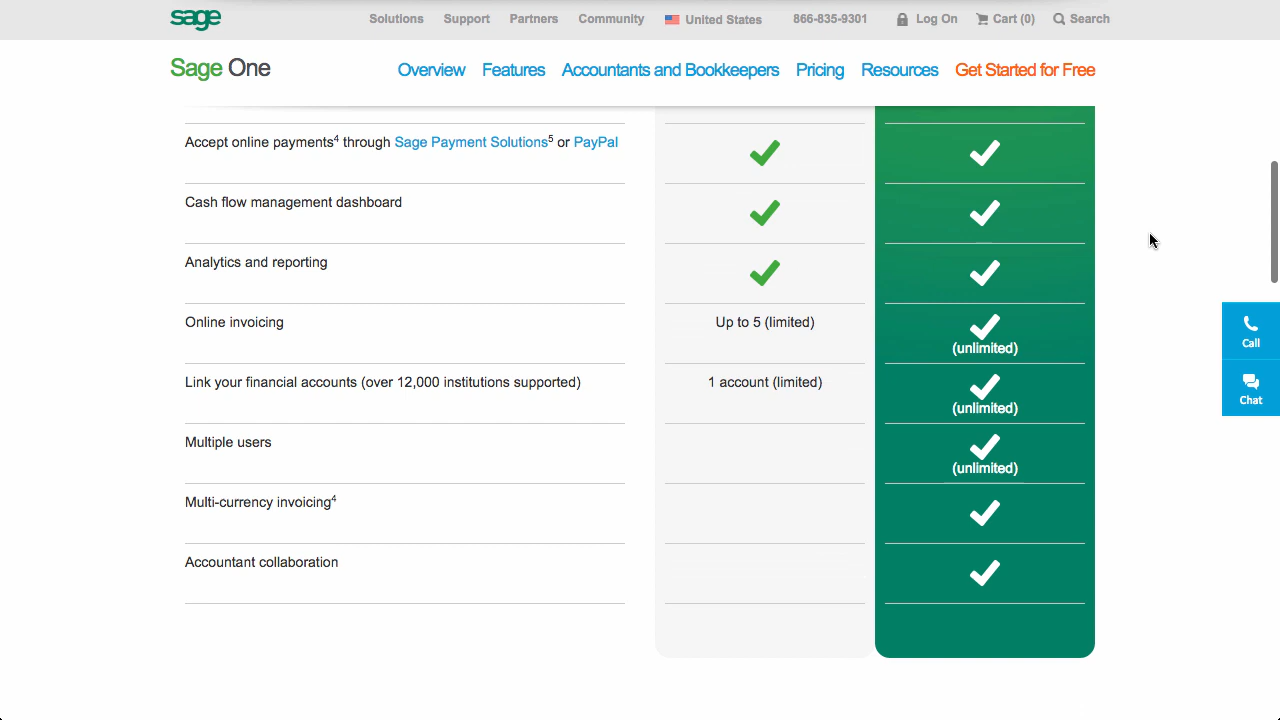 sage Solutions Support Partners Community United States 866-835-9301 Log On Cart (0) Search
Sage One Overview Features Accountants and Bookkeepers Pricing Resources Get Started for Free
Accept online payments⁴ through Sage Payment Solutions⁵ or PayPal
Cash flow management dashboard
Analytics and reporting
Online invoicing Up to 5 (limited) (unlimited)
Link your financial accounts (over 12,000 institutions supported) 1 account (limited) (unlimited)
Multiple users (unlimited)
Multi-currency invoicing⁴
Accountant collaboration
Call
Chat